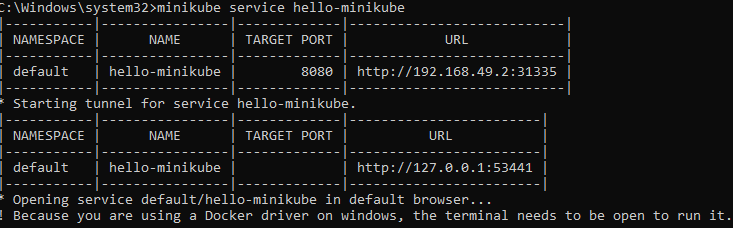 C:\Windows\system32>minikube service hello-minikube
|-----------|----------------|-------------|---------------------------|
| NAMESPACE |      NAME      | TARGET PORT |            URL            |
|-----------|----------------|-------------|---------------------------|
| default   | hello-minikube |        8080 | http://192.168.49.2:31335 |
|-----------|----------------|-------------|---------------------------|
* Starting tunnel for service hello-minikube.
|-----------|----------------|-------------|------------------------|
| NAMESPACE |      NAME      | TARGET PORT |          URL           |
|-----------|----------------|-------------|------------------------|
| default   | hello-minikube |             | http://127.0.0.1:53441 |
|-----------|----------------|-------------|------------------------|
* Opening service default/hello-minikube in default browser...
! Because you are using a Docker driver on windows, the terminal needs to be open to run it.